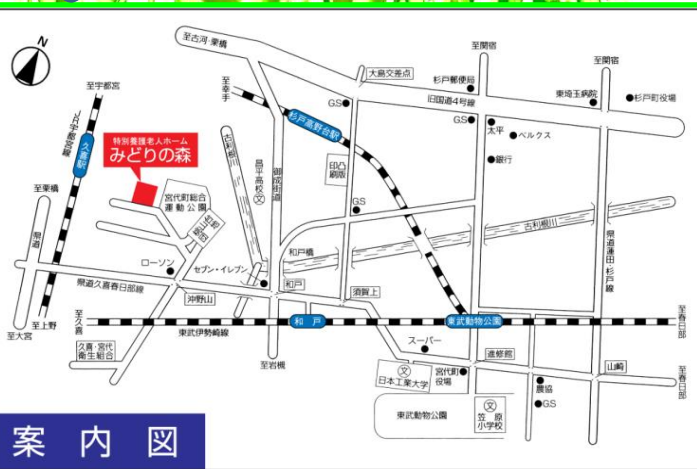 N
至古河・栗橋
大島交差点
至関宿
至関宿
杉戸郵便局
東埼玉病院
杉戸町役場
旧国道4号線
至宇都宮
JR宇都宮線
久喜駅
至幸手
杉戸高野台駅
G.S
G.S
太平
ベルクス
銀行
特別養護老人ホーム
みどりの森
古利根川
昌平高校
文
御成街道
凸版
印刷
至栗橋
宮代町総合
運動公園
G.S
古利根川
県道蓮田・杉戸線
県道
和戸橋
ローソン
セブン・イレブン
県道久喜春日部線
沖野山
和戸
須賀上
至上野
至大宮
至久喜
東武伊勢崎線
和戸
東武動物公園
至春日部
久喜・宮代
衛生組合
至岩槻
スーパー
進修館
山崎
文
日本工業大学
宮代町
役場
農協
G.S
至春日部
東武動物公園
文
笠原
小学校
案内図